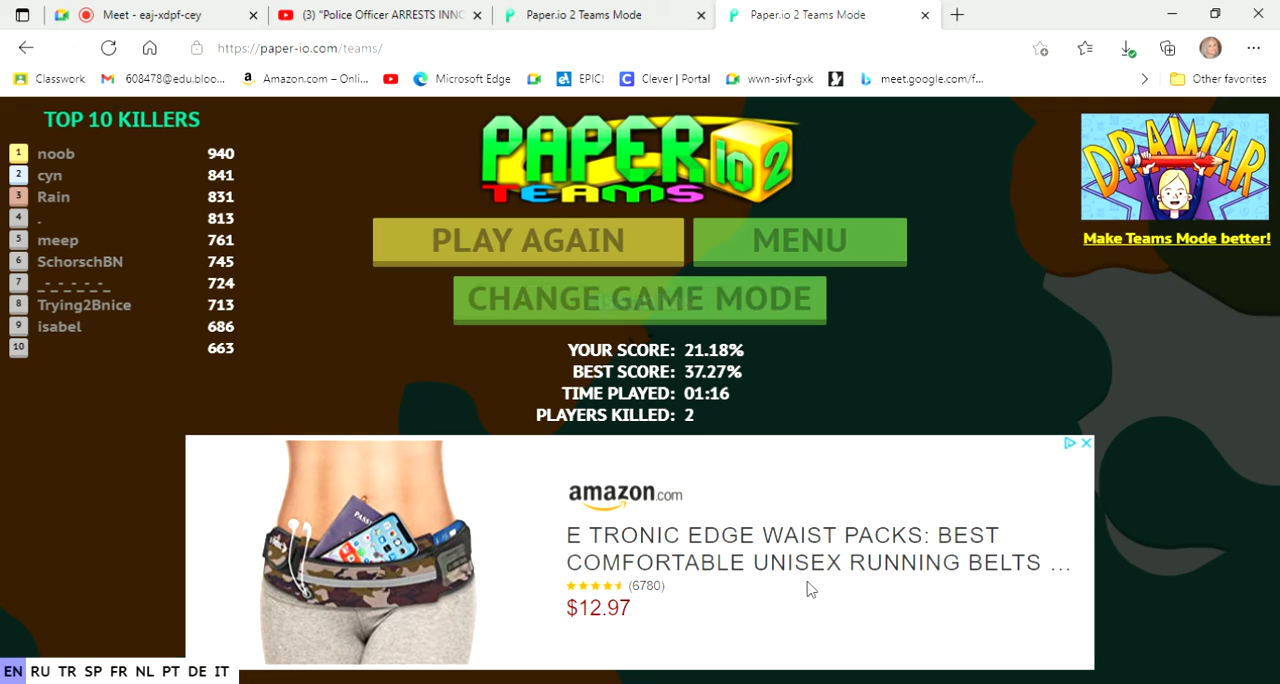 Meet - eaj-xdpf-cey
(3) "Police Officer ARRESTS INNO
Paper.io 2 Teams Mode
Paper.io 2 Teams Mode
https://paper-io.com/teams/
Classwork
608478@edu.bloo...
Amazon.com – Onli...
Microsoft Edge
EPIC!
Clever | Portal
wwn-sivf-gxk
meet.google.com/f...
Other favorites
TOP 10 KILLERS
1 noob 940
2 cyn 841
3 Rain 831
4 . 813
5 meep 761
6 SchorschBN 745
7 _-_-_-_-_-_ 724
8 Trying2Bnice 713
9 isabel 686
10 663
PAPER io 2
TEAMS
PLAY AGAIN
MENU
CHANGE GAME MODE
YOUR SCORE: 21.18%
BEST SCORE: 37.27%
TIME PLAYED: 01:16
PLAYERS KILLED: 2
DRAWAR
Make Teams Mode better!
amazon.com
E TRONIC EDGE WAIST PACKS: BEST
COMFORTABLE UNISEX RUNNING BELTS ...
(6780)
$12.97
EN RU TR SP FR NL PT DE IT